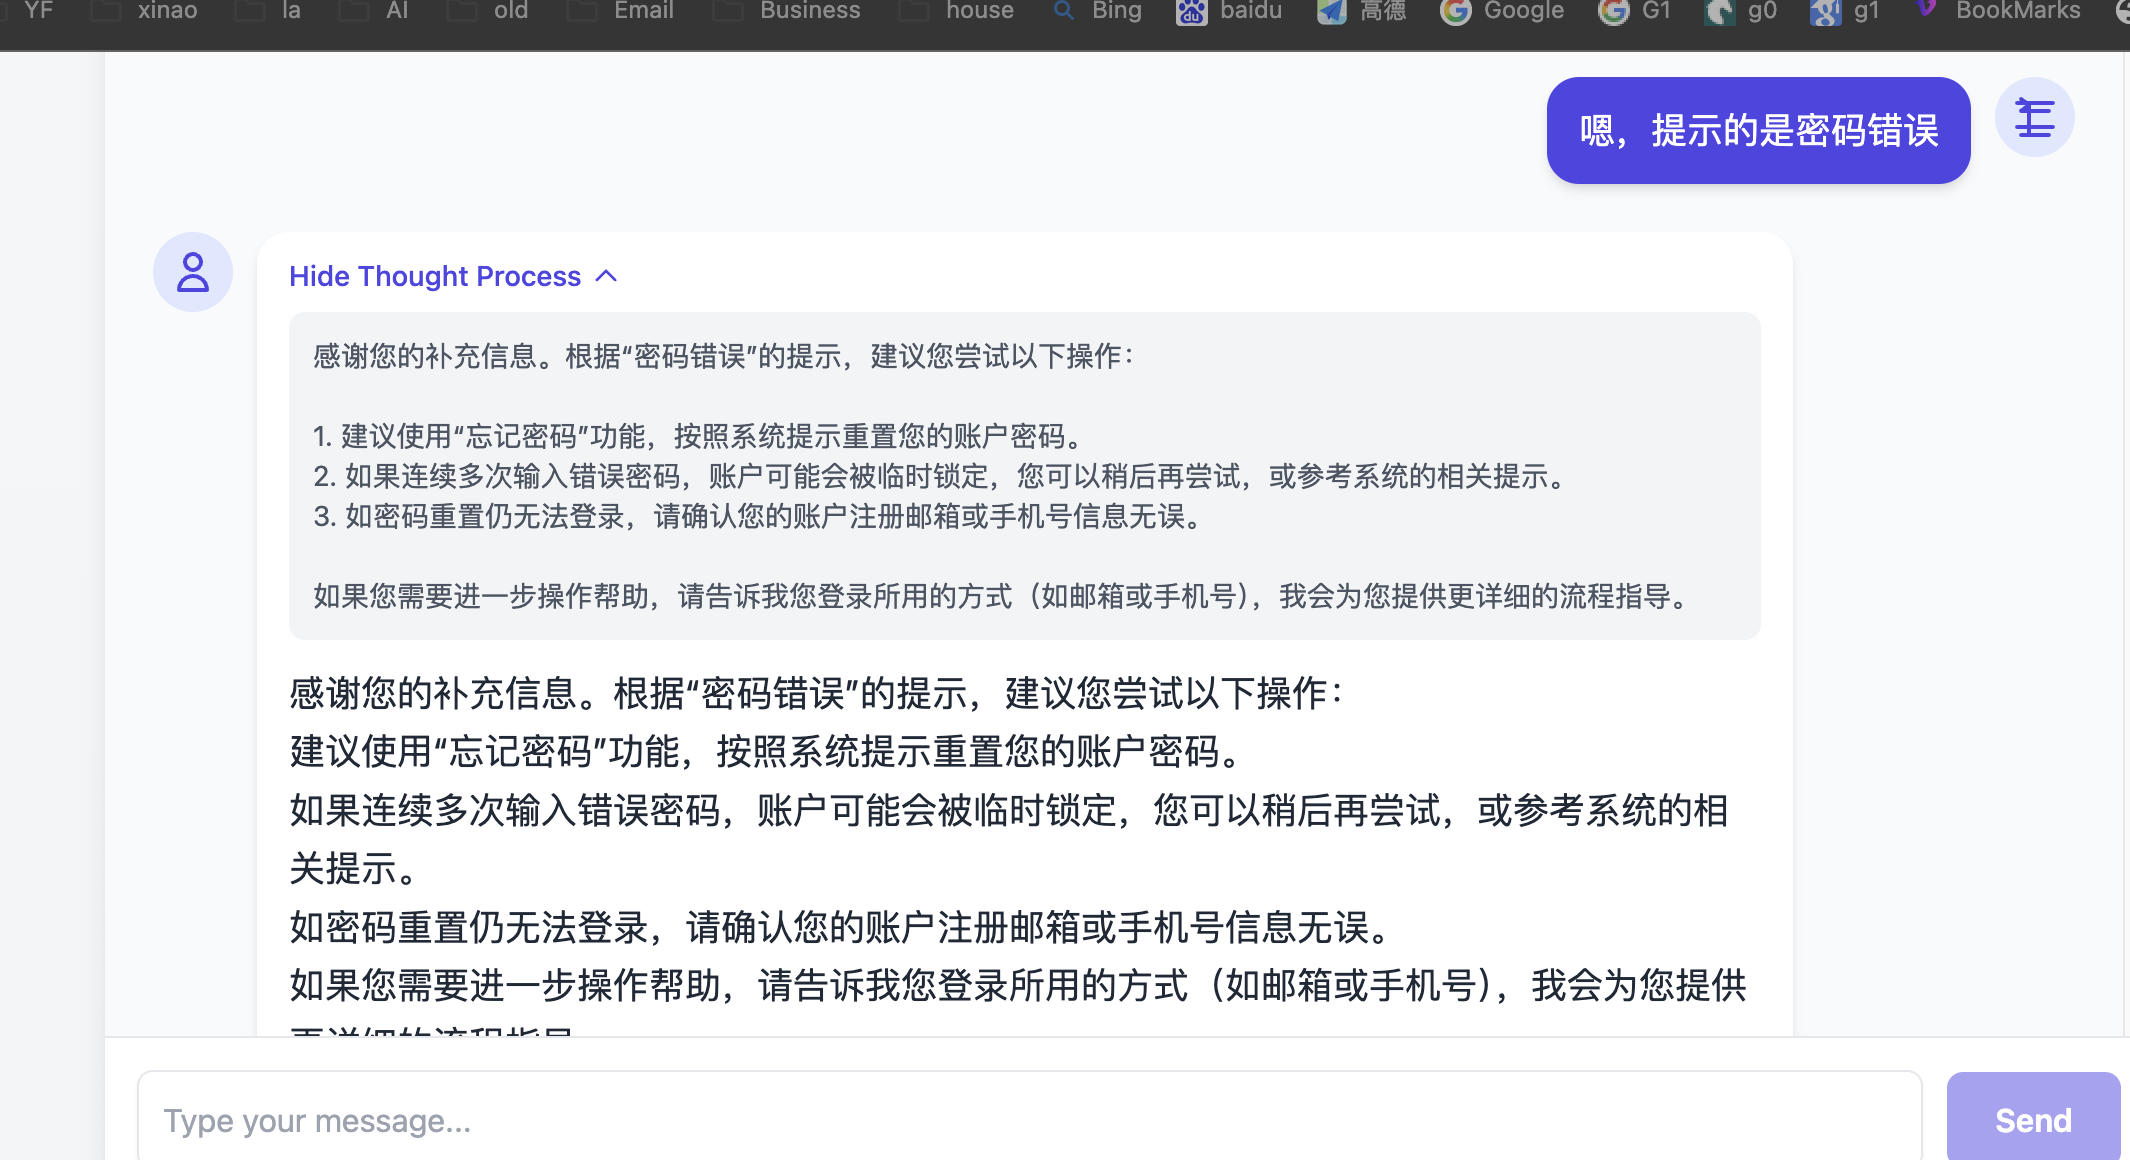 YF xinao la AI old Email Business house Bing baidu 高德 Google G1 g0 g1 BookMarks
嗯，提示的是密码错误
Hide Thought Process
感谢您的补充信息。根据“密码错误”的提示，建议您尝试以下操作：
1. 建议使用“忘记密码”功能，按照系统提示重置您的账户密码。
2. 如果连续多次输入错误密码，账户可能会被临时锁定，您可以稍后再尝试，或参考系统的相关提示。
3. 如密码重置仍无法登录，请确认您的账户注册邮箱或手机号信息无误。
如果您需要进一步操作帮助，请告诉我您登录所用的方式（如邮箱或手机号），我会为您提供更详细的流程指导。
感谢您的补充信息。根据“密码错误”的提示，建议您尝试以下操作：
建议使用“忘记密码”功能，按照系统提示重置您的账户密码。
如果连续多次输入错误密码，账户可能会被临时锁定，您可以稍后再尝试，或参考系统的相
关提示。
如密码重置仍无法登录，请确认您的账户注册邮箱或手机号信息无误。
如果您需要进一步操作帮助，请告诉我您登录所用的方式（如邮箱或手机号），我会为您提供
Type your message...
Send